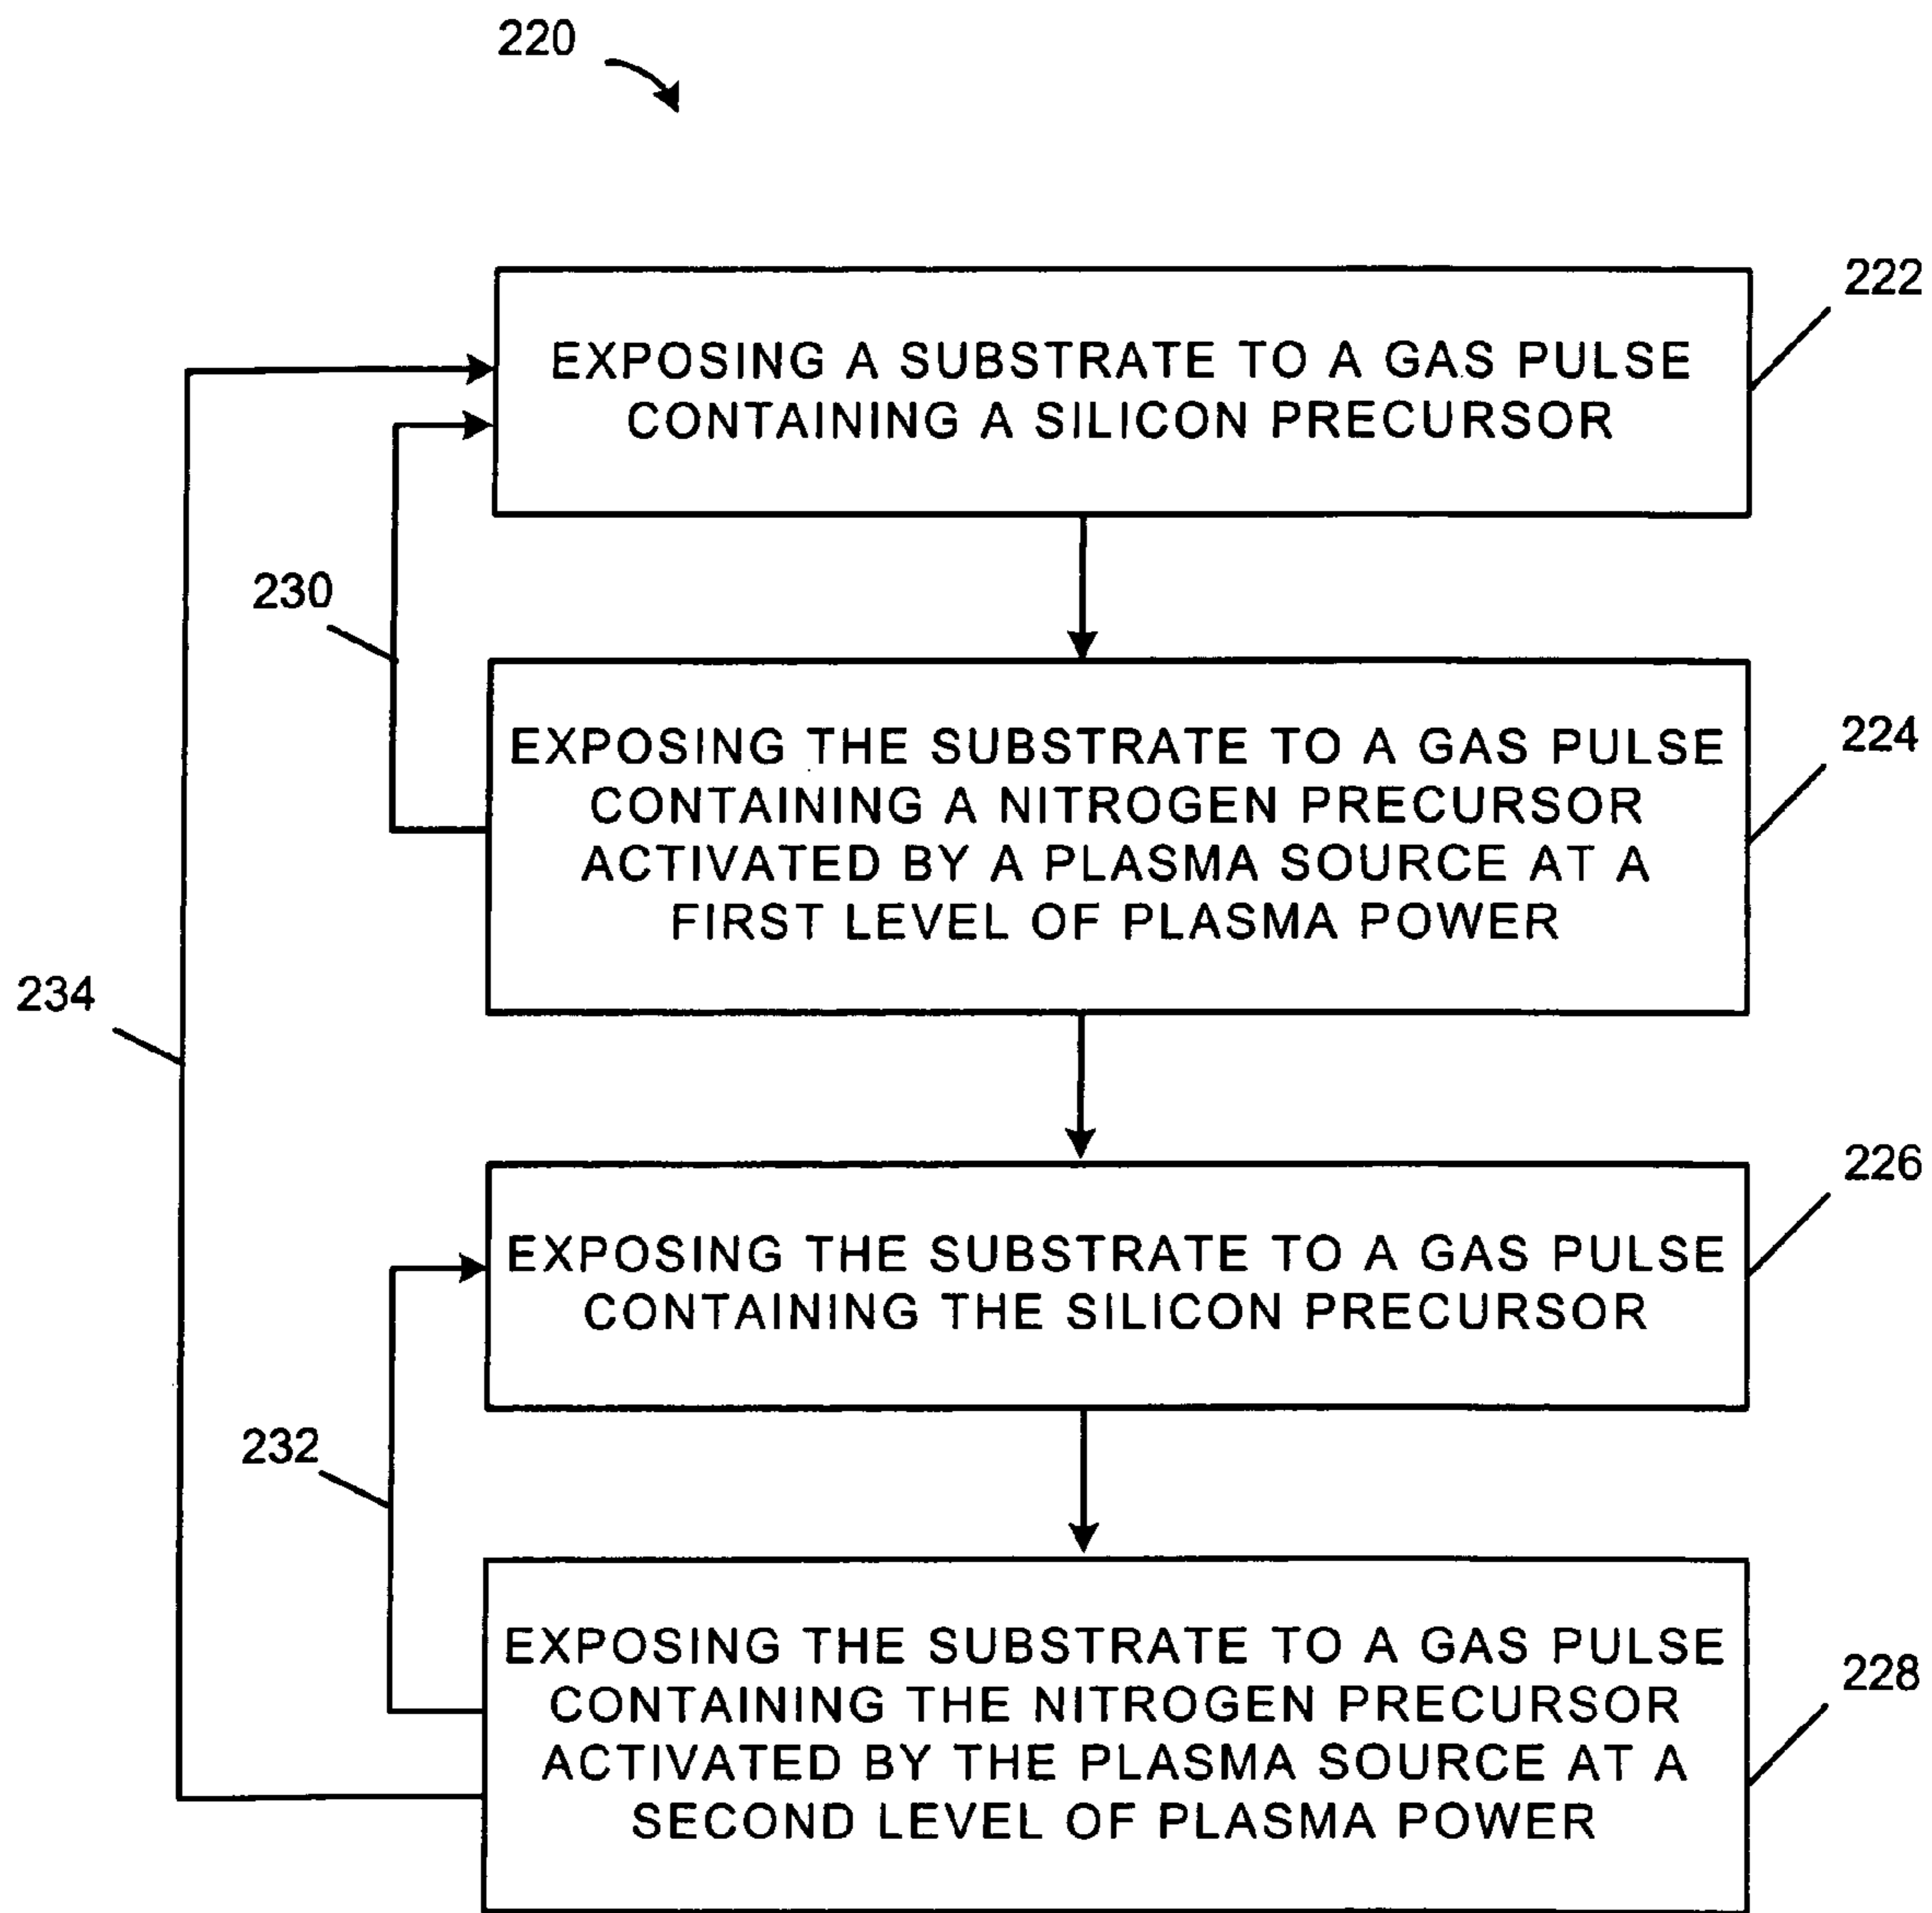 220
222
EXPOSING A SUBSTRATE TO A GAS PULSE
CONTAINING A SILICON PRECURSOR
230
224
EXPOSING THE SUBSTRATE TO A GAS PULSE
CONTAINING A NITROGEN PRECURSOR
ACTIVATED BY A PLASMA SOURCE AT A
FIRST LEVEL OF PLASMA POWER
234
226
EXPOSING THE SUBSTRATE TO A GAS PULSE
CONTAINING THE SILICON PRECURSOR
232
228
EXPOSING THE SUBSTRATE TO A GAS PULSE
CONTAINING THE NITROGEN PRECURSOR
ACTIVATED BY THE PLASMA SOURCE AT A
SECOND LEVEL OF PLASMA POWER